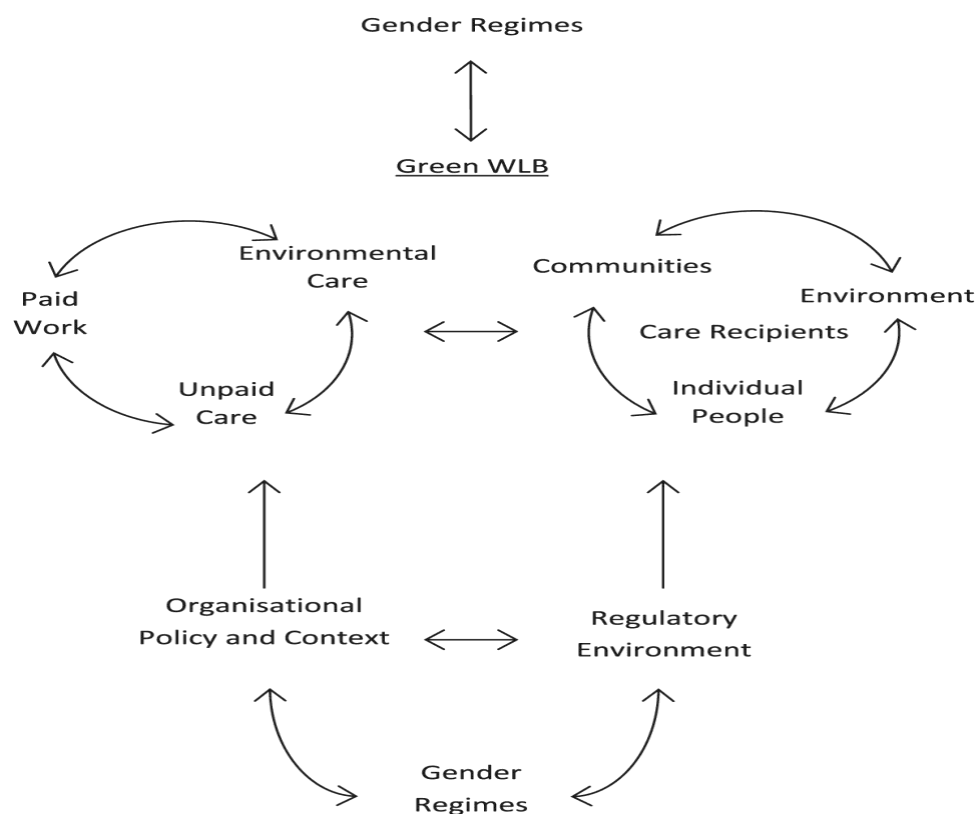 Gender Regimes
Green WLB
Environmental
Care
Paid
Work
Unpaid
Care
Communities
Environment
Care Recipients
Individual
People
Organisational
Policy and Context
Regulatory
Environment
Gender
Regimes